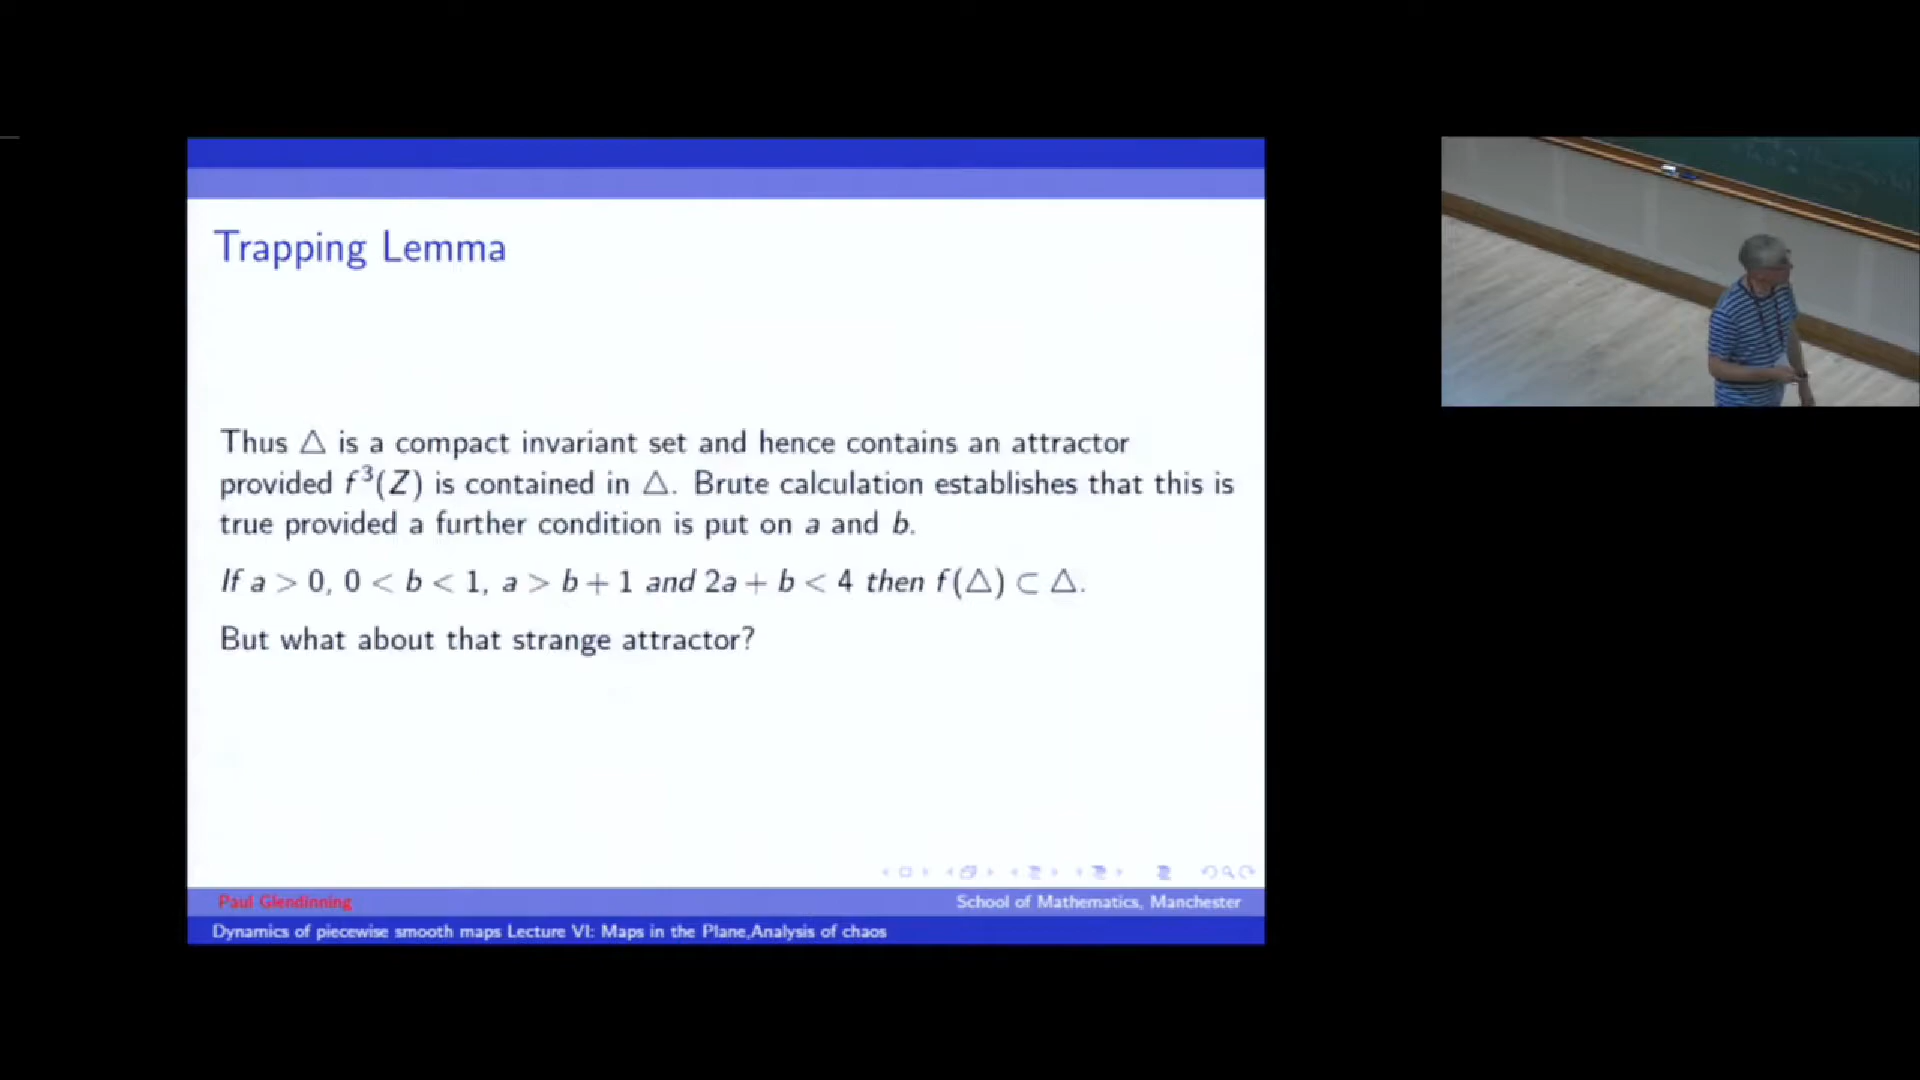 Trapping Lemma
Thus △ is a compact invariant set and hence contains an attractor
provided f³(Z) is contained in △. Brute calculation establishes that this is
true provided a further condition is put on a and b.
If a > 0, 0 < b < 1, a > b + 1 and 2a + b < 4 then f(△) ⊂ △.
But what about that strange attractor?
Paul Glendinning
School of Mathematics, Manchester
Dynamics of piecewise smooth maps Lecture VI: Maps in the Plane,Analysis of chaos